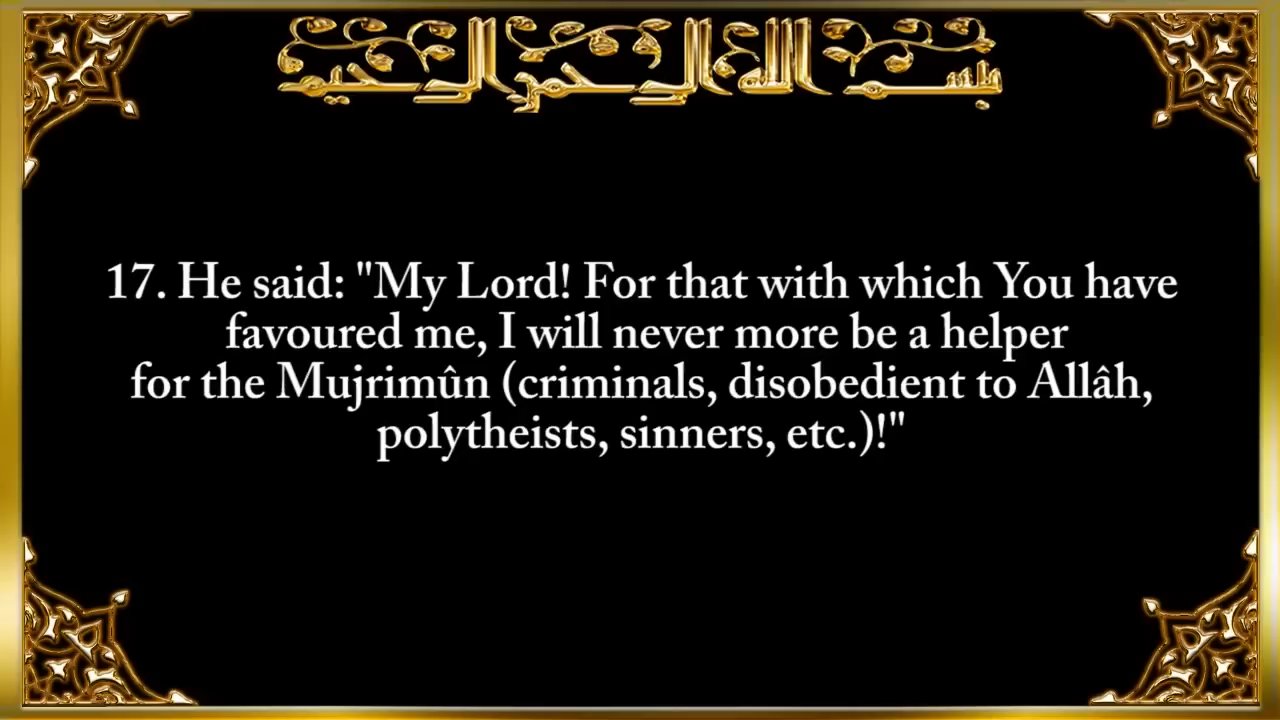 بسم الله الرحمن الرحيم
17. He said: "My Lord! For that with which You have
favoured me, I will never more be a helper
for the Mujrimûn (criminals, disobedient to Allâh,
polytheists, sinners, etc.)!"